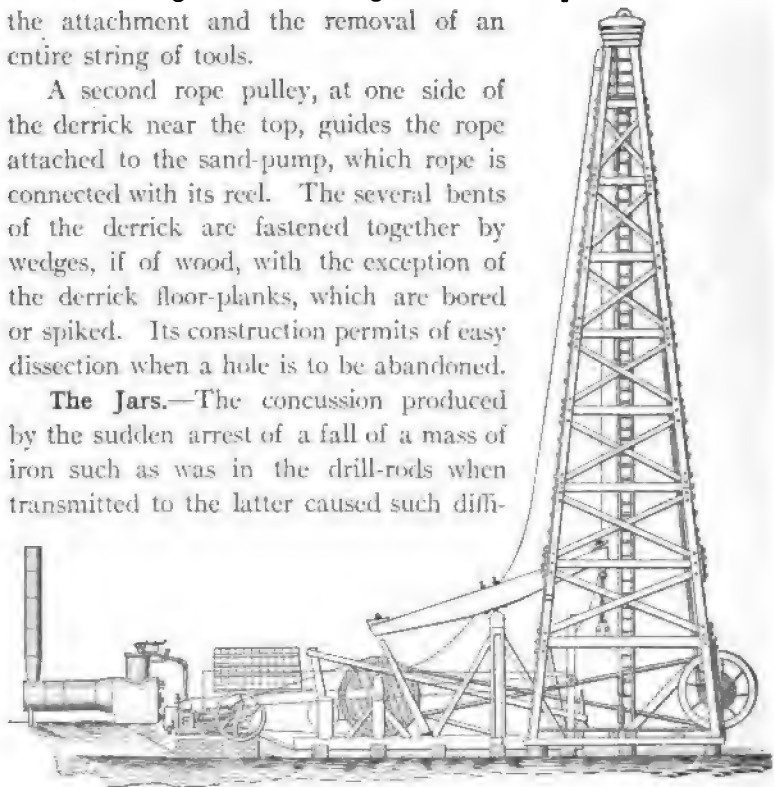 the attachment and the removal of an
entire string of tools.
A second rope pulley, at one side of
the derrick near the top, guides the rope
attached to the sand-pump, which rope is
connected with its reel. The several bents
of the derrick are fastened together by
wedges, if of wood, with the exception of
the derrick floor-planks, which are bored
or spiked. Its construction permits of easy
dissection when a hole is to be abandoned.
The Jars.—The concussion produced
by the sudden arrest of a fall of a mass of
iron such as was in the drill-rods when
transmitted to the latter caused such diffi-